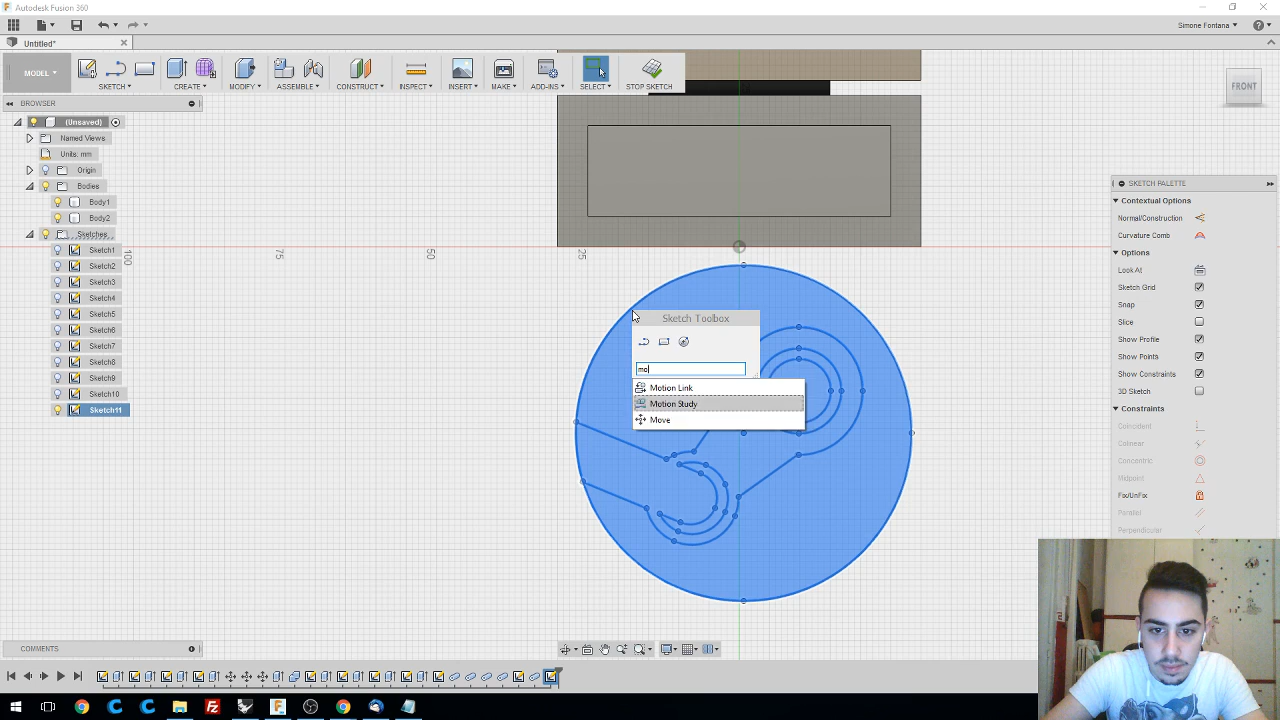 Autodesk Fusion 360
Simone Fontana
Untitled*
MODEL
SKETCH
CREATE
MODIFY
ASSEMBLE
CONSTRUCT
INSPECT
INSERT
MAKE
ADD-INS
SELECT
STOP SKETCH
FRONT
BROWSER
(Unsaved)
Named Views
Units: mm
Origin
Bodies
Body1
Body2
Sketches
Sketch1
Sketch2
Sketch3
Sketch4
Sketch5
Sketch6
Sketch7
Sketch8
Sketch9
Sketch10
Sketch11
100
75
50
25
Sketch Toolbox
mo
Motion Link
Motion Study
Move
SKETCH PALETTE
Contextual Options
Normal/Construction
Curvature Comb
Options
Look At
Sketch Grid
Snap
Slice
Show Profile
Show Points
Show Constraints
3D Sketch
Constraints
Coincident
Colinear
Concentric
Midpoint
Fix/UnFix
Parallel
Perpendicular
COMMENTS